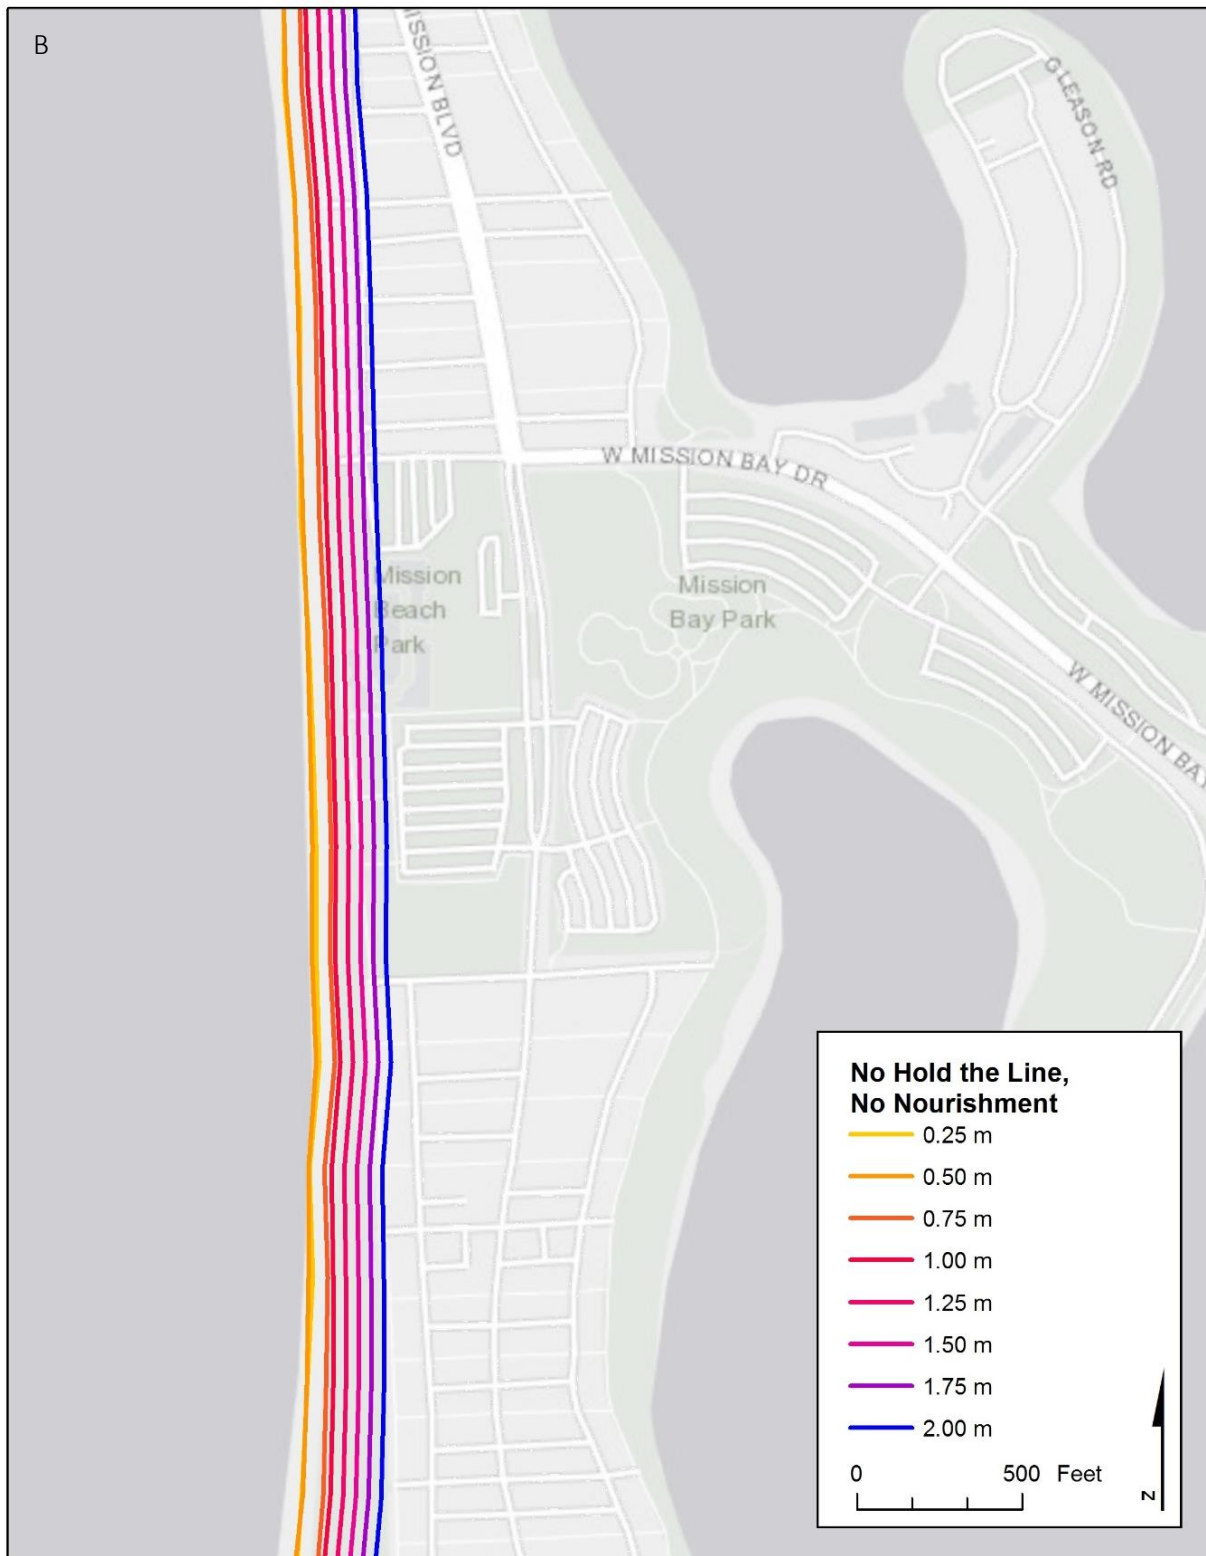 B
MISSION BLVD
GLEASON RD
W MISSION BAY DR
Mission
Beach
Park
Mission
Bay Park
W MISSION BAY
No Hold the Line,
No Nourishment
0.25 m
0.50 m
0.75 m
1.00 m
1.25 m
1.50 m
1.75 m
2.00 m
0 500 Feet
N